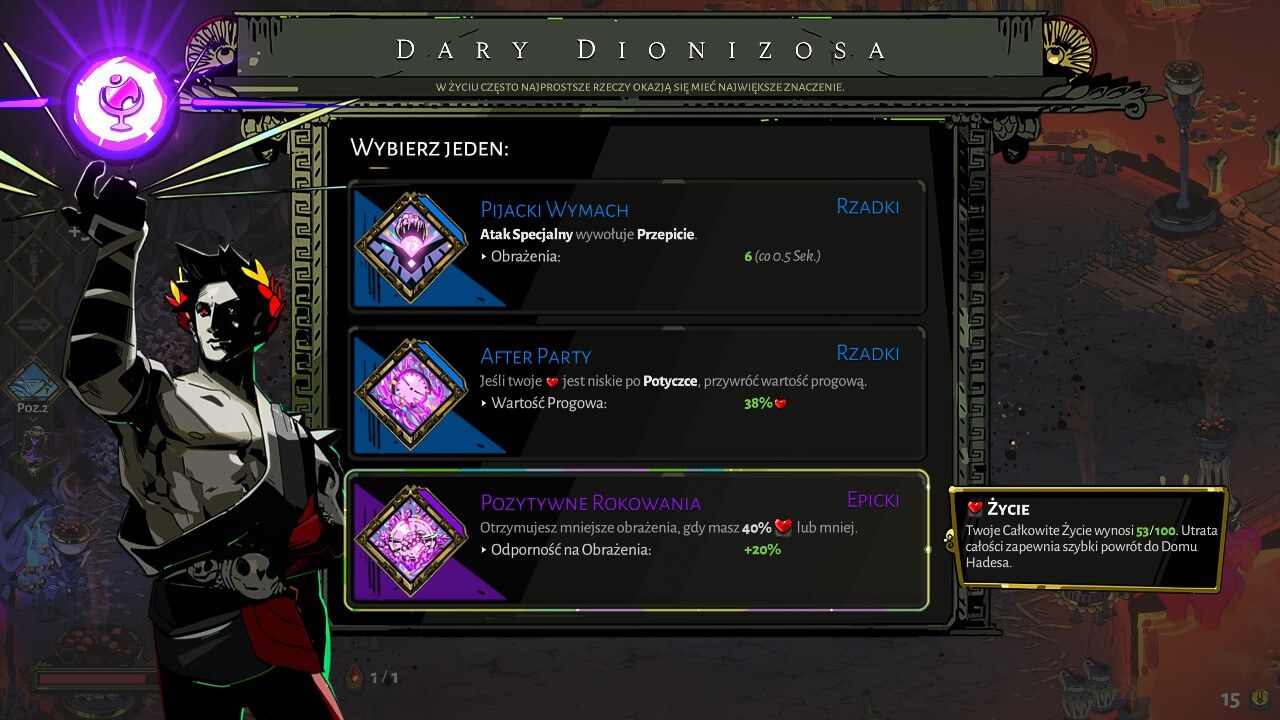 Dary Dionizosa
W życiu często najprostsze rzeczy okazją się mieć największe znaczenie.
Wybierz jeden:
Pijacki Wymach
Rzadki
Atak Specjalny wywołuje Przepicie.
Obrażenia: 6 (co 0.5 Sek.)
After Party
Rzadki
Jeśli twoje jest niskie po Potyczce, przywróć wartość progową.
Wartość Progowa: 38%
Pozytywne Rokowania
Epicki
Otrzymujesz mniejsze obrażenia, gdy masz 40% lub mniej.
Odporność na Obrażenia: +20%
Życie
Twoje Całkowite Życie wynosi 53/100. Utrata
całości zapewnia szybki powrót do Domu
Hadesa.
Poz.2
1/1
15